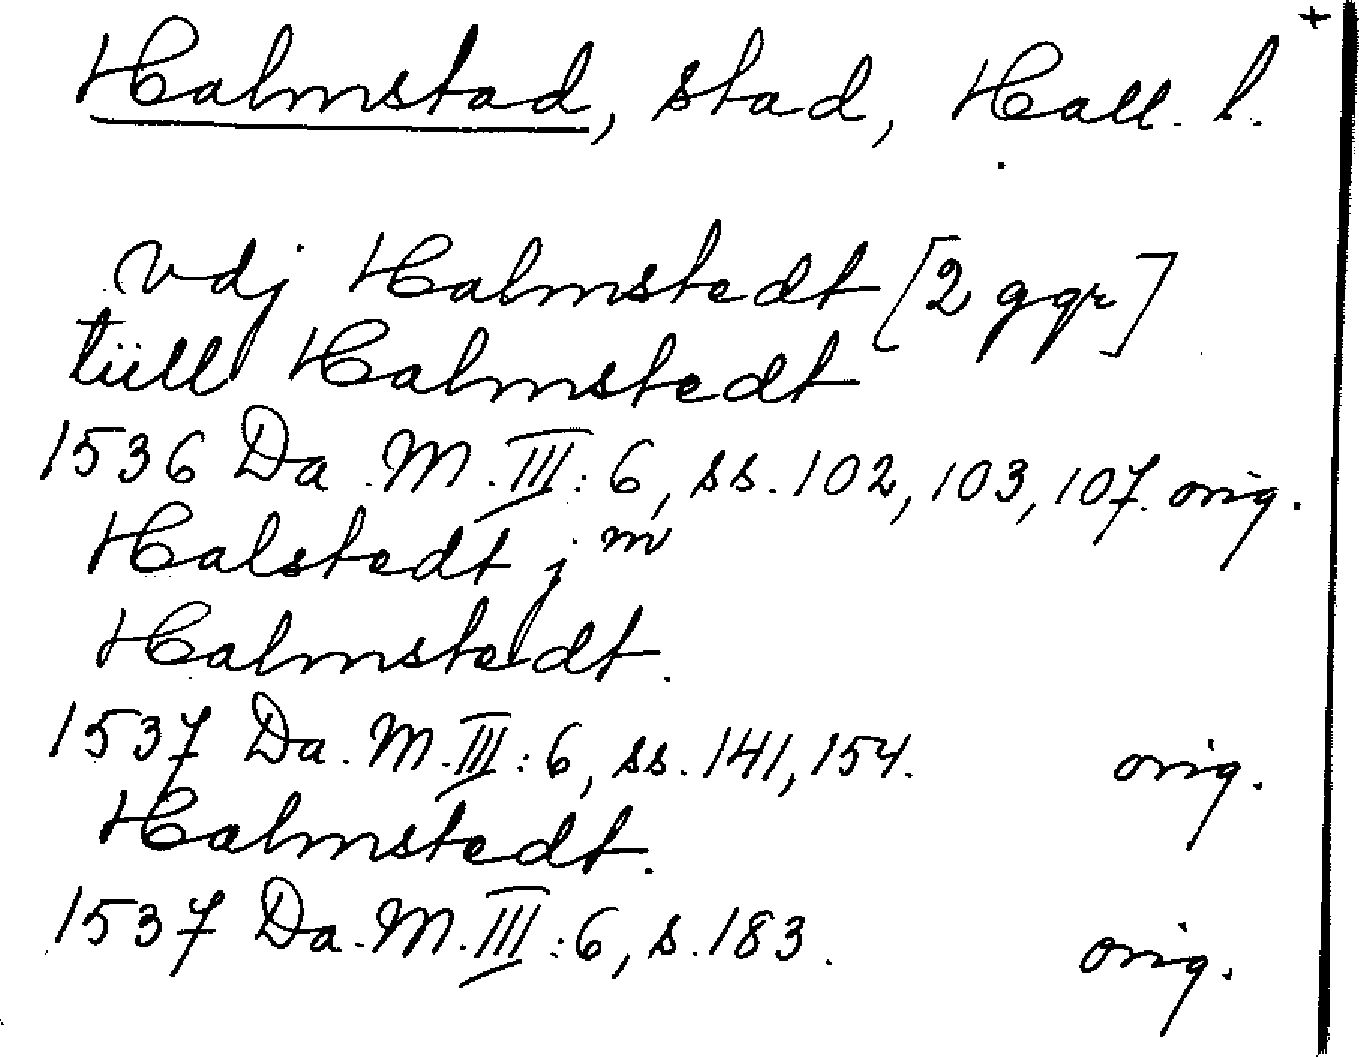 +
Halmstad, stad, Hall. l.
vdj Halmstedt [2 ggr]
tiill Halmstedt
1536 Da. M. III: 6, ss. 102, 103, 107. orig.
Halstedt j m
Halmstedt.
1537 Da. M. III: 6, ss. 141, 154. orig.
Halmstedt.
1537 Da. M. III: 6, s. 183. orig.